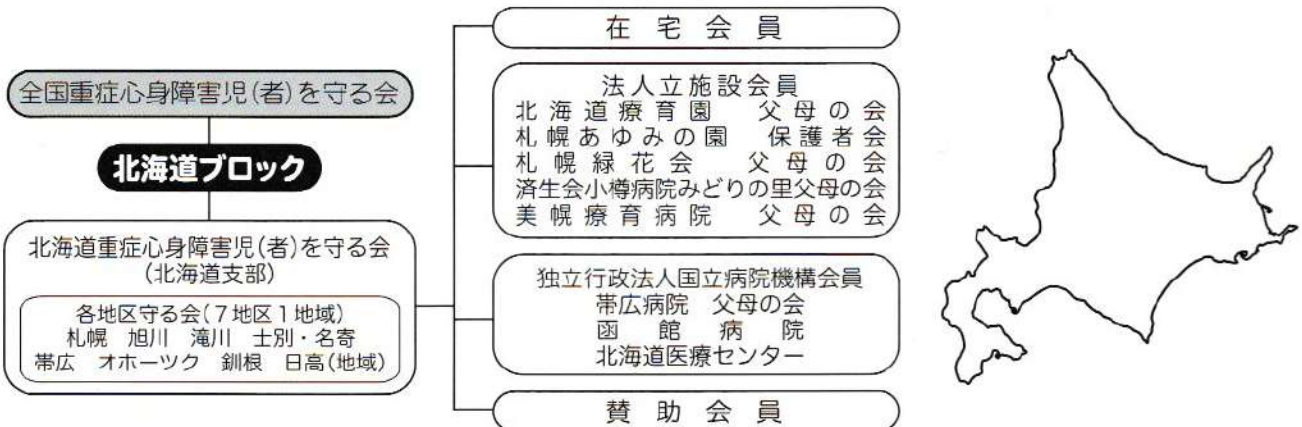 全国重症心身障害児(者)を守る会
北海道ブロック
北海道重症心身障害児(者)を守る会
(北海道支部)
各地区守る会(7地区1地域)
札幌 旭川 滝川 士別・名寄
帯広 オホーツク 釧根 日高(地域)
在宅会員
法人立施設会員
北海道療育園 父母の会
札幌あゆみの園 保護者会
札幌緑花会 父母の会
済生会小樽病院みどりの里父母の会
美幌療育病院 父母の会
独立行政法人国立病院機構会員
帯広病院 父母の会
函館病院
北海道医療センター
賛助会員